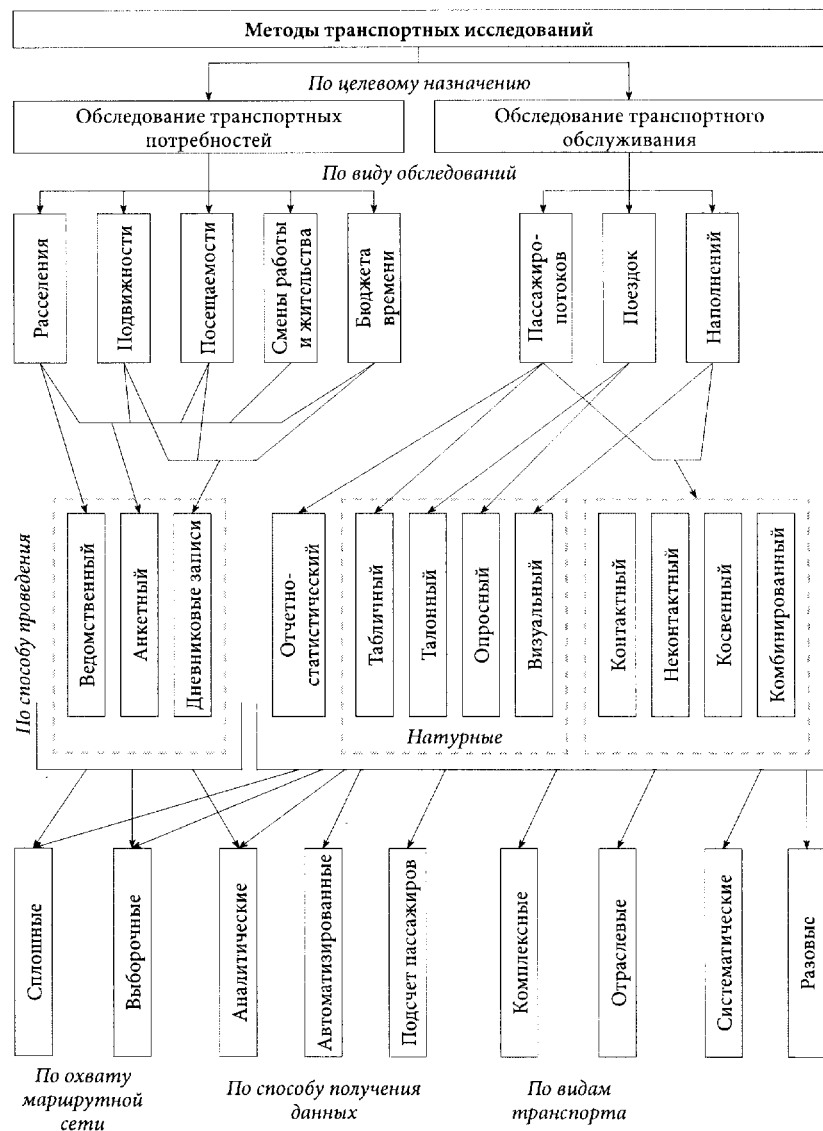 Методы транспортных исследований
По целевому назначению
Обследование транспортных
потребностей
Обследование транспортного
обслуживания
По виду обследований
Расселения
Подвижности
Посещаемости
Смены работы
и жительства
Бюджета
времени
Пассажиро-
потоков
Поездок
Наполнений
По способу проведения
Ведомственный
Анкетный
Дневниковые записи
Отчетно-
статистический
Табличный
Талонный
Опросный
Визуальный
Натурные
Контактный
Неконтактный
Косвенный
Комбинированный
Сплошные
Выборочные
Аналитические
Автоматизированные
Подсчет пассажиров
Комплексные
Отраслевые
Систематические
Разовыс
По охвату
маршрутной
сети
По способу получения
данных
По видам
транспорта